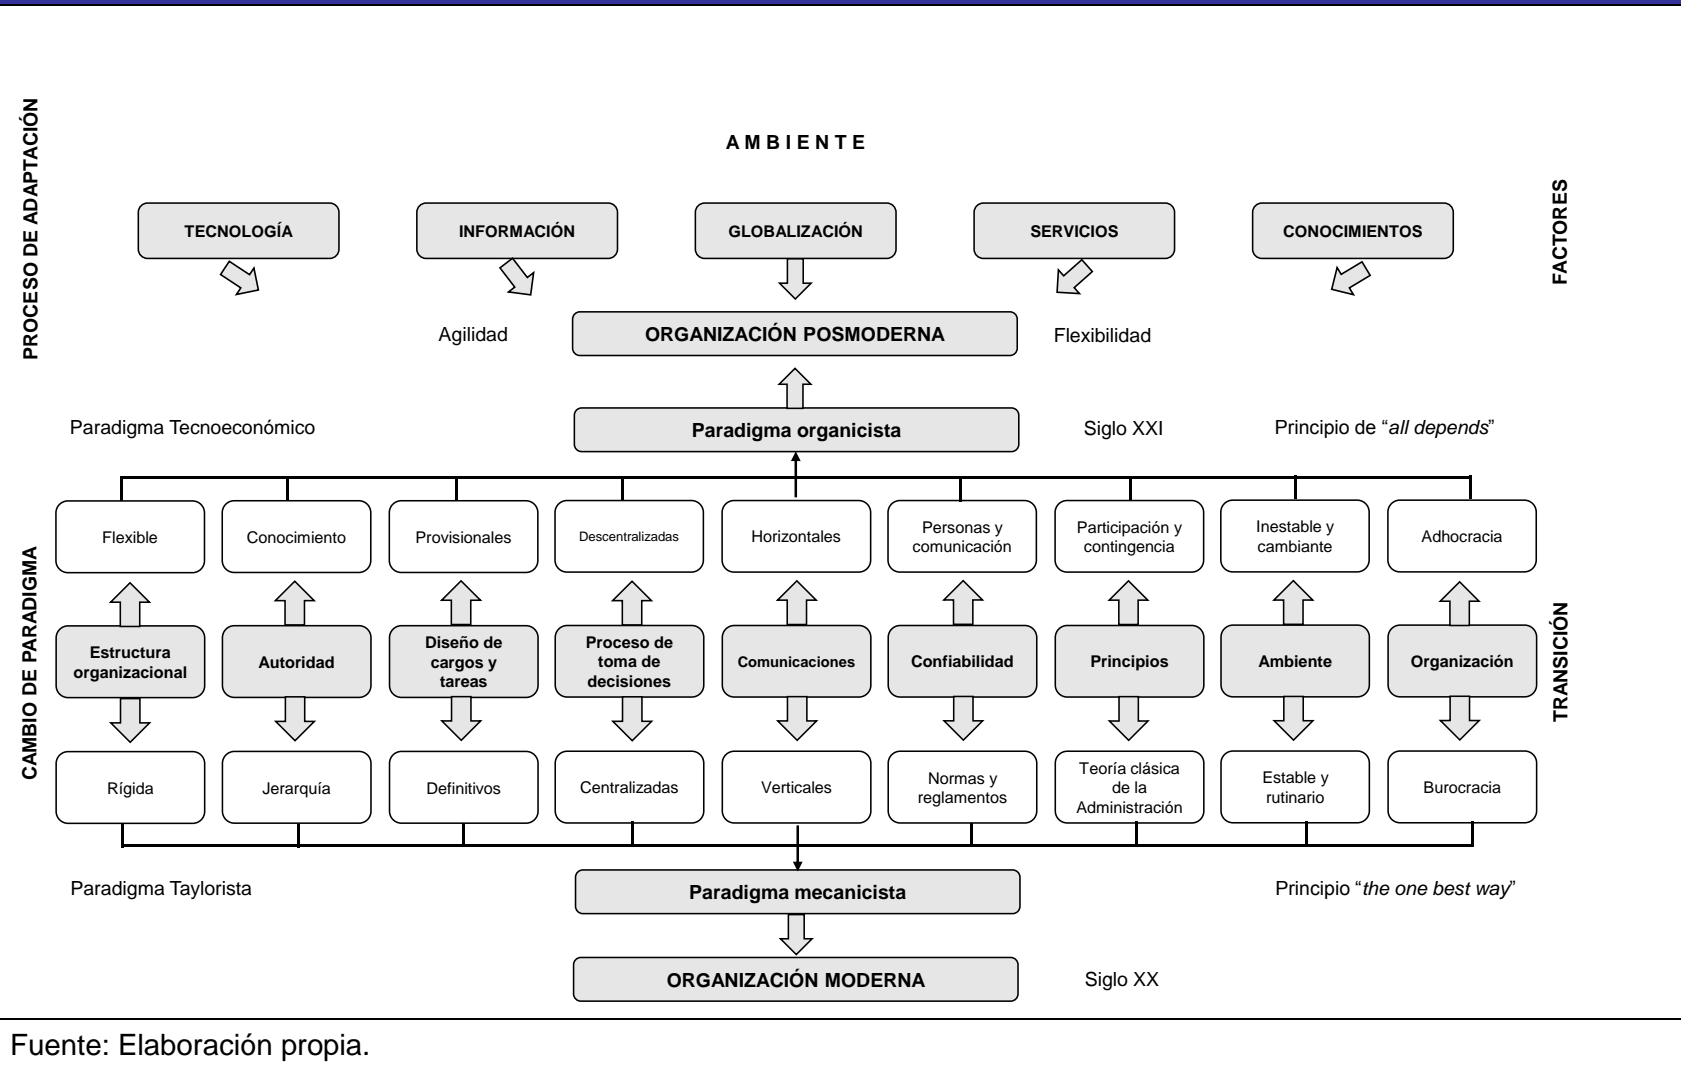 PROCESO DE ADAPTACIÓN
AMBIENTE
FACTORES
TECNOLOGÍA
INFORMACIÓN
GLOBALIZACIÓN
SERVICIOS
CONOCIMIENTOS
Agilidad
ORGANIZACIÓN POSMODERNA
Flexibilidad
Paradigma Tecnoeconómico
Paradigma organicista
Siglo XXI
Principio de “all depends”
CAMBIO DE PARADIGMA
TRANSICIÓN
Flexible
Conocimiento
Provisionales
Descentralizadas
Horizontales
Personas y
comunicación
Participación y
contingencia
Inestable y
cambiante
Adhocracia
Estructura
organizacional
Autoridad
Diseño de
cargos y
tareas
Proceso de
toma de
decisiones
Comunicaciones
Confiabilidad
Principios
Ambiente
Organización
Rígida
Jerarquía
Definitivos
Centralizadas
Verticales
Normas y
reglamentos
Teoría clásica
de la
Administración
Estable y
rutinario
Burocracia
Paradigma Taylorista
Paradigma mecanicista
Principio “the one best way”
ORGANIZACIÓN MODERNA
Siglo XX
Fuente: Elaboración propia.